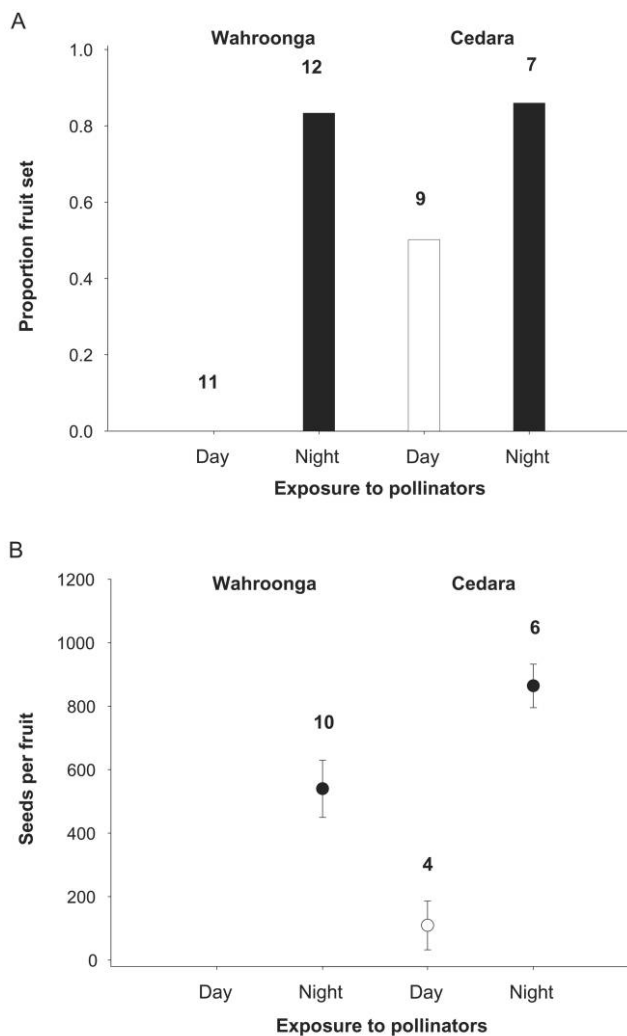 A
Wahroonga Cedara
1.0
12 7
0.8
9
0.6
Proportion fruit set
0.4
0.2
11
0.0
Day Night Day Night
Exposure to pollinators
B
1200
Wahroonga Cedara
1000
6
800
10
Seeds per fruit
600
400
4
200
0
Day Night Day Night
Exposure to pollinators